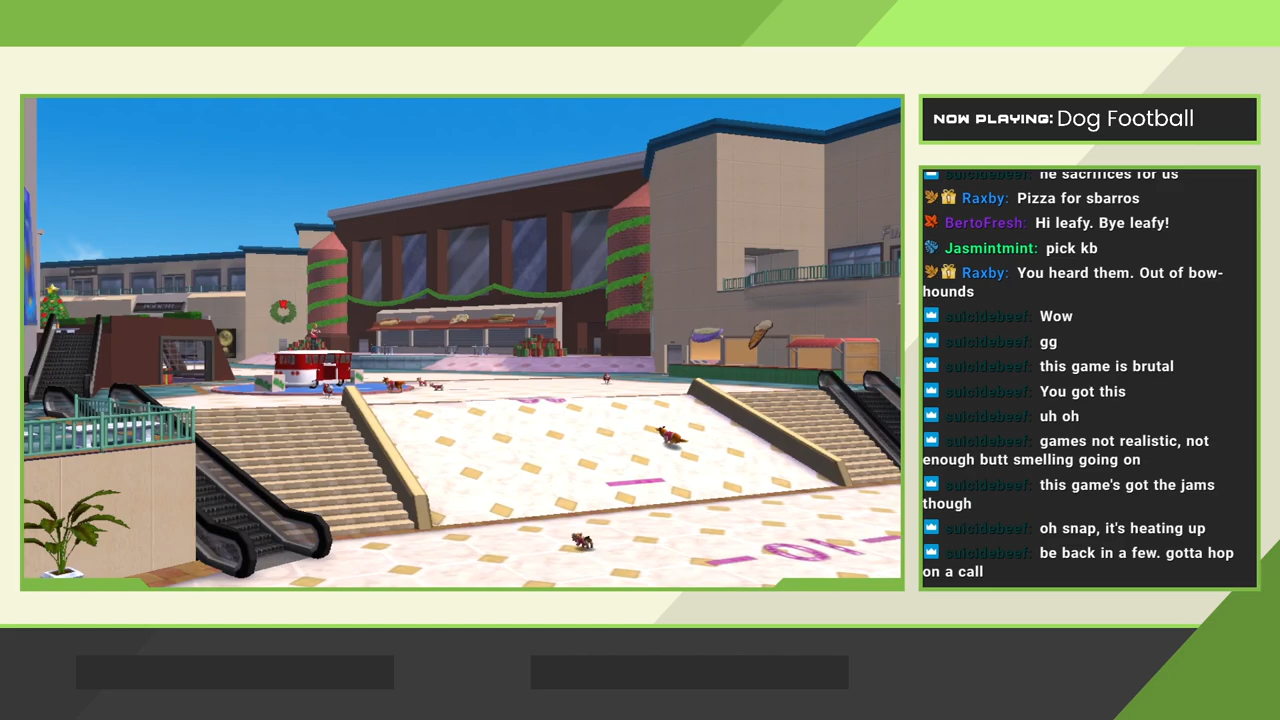 NOW PLAYING: Dog Football
suicidebeef: he sacrifices for us
Raxby: Pizza for sbarros
BertoFresh: Hi leafy. Bye leafy!
Jasmintmint: pick kb
Raxby: You heard them. Out of bow-
hounds
suicidebeef: Wow
suicidebeef: gg
suicidebeef: this game is brutal
suicidebeef: You got this
suicidebeef: uh oh
suicidebeef: games not realistic, not
enough butt smelling going on
suicidebeef: this game's got the jams
though
suicidebeef: oh snap, it's heating up
suicidebeef: be back in a few. gotta hop
on a call